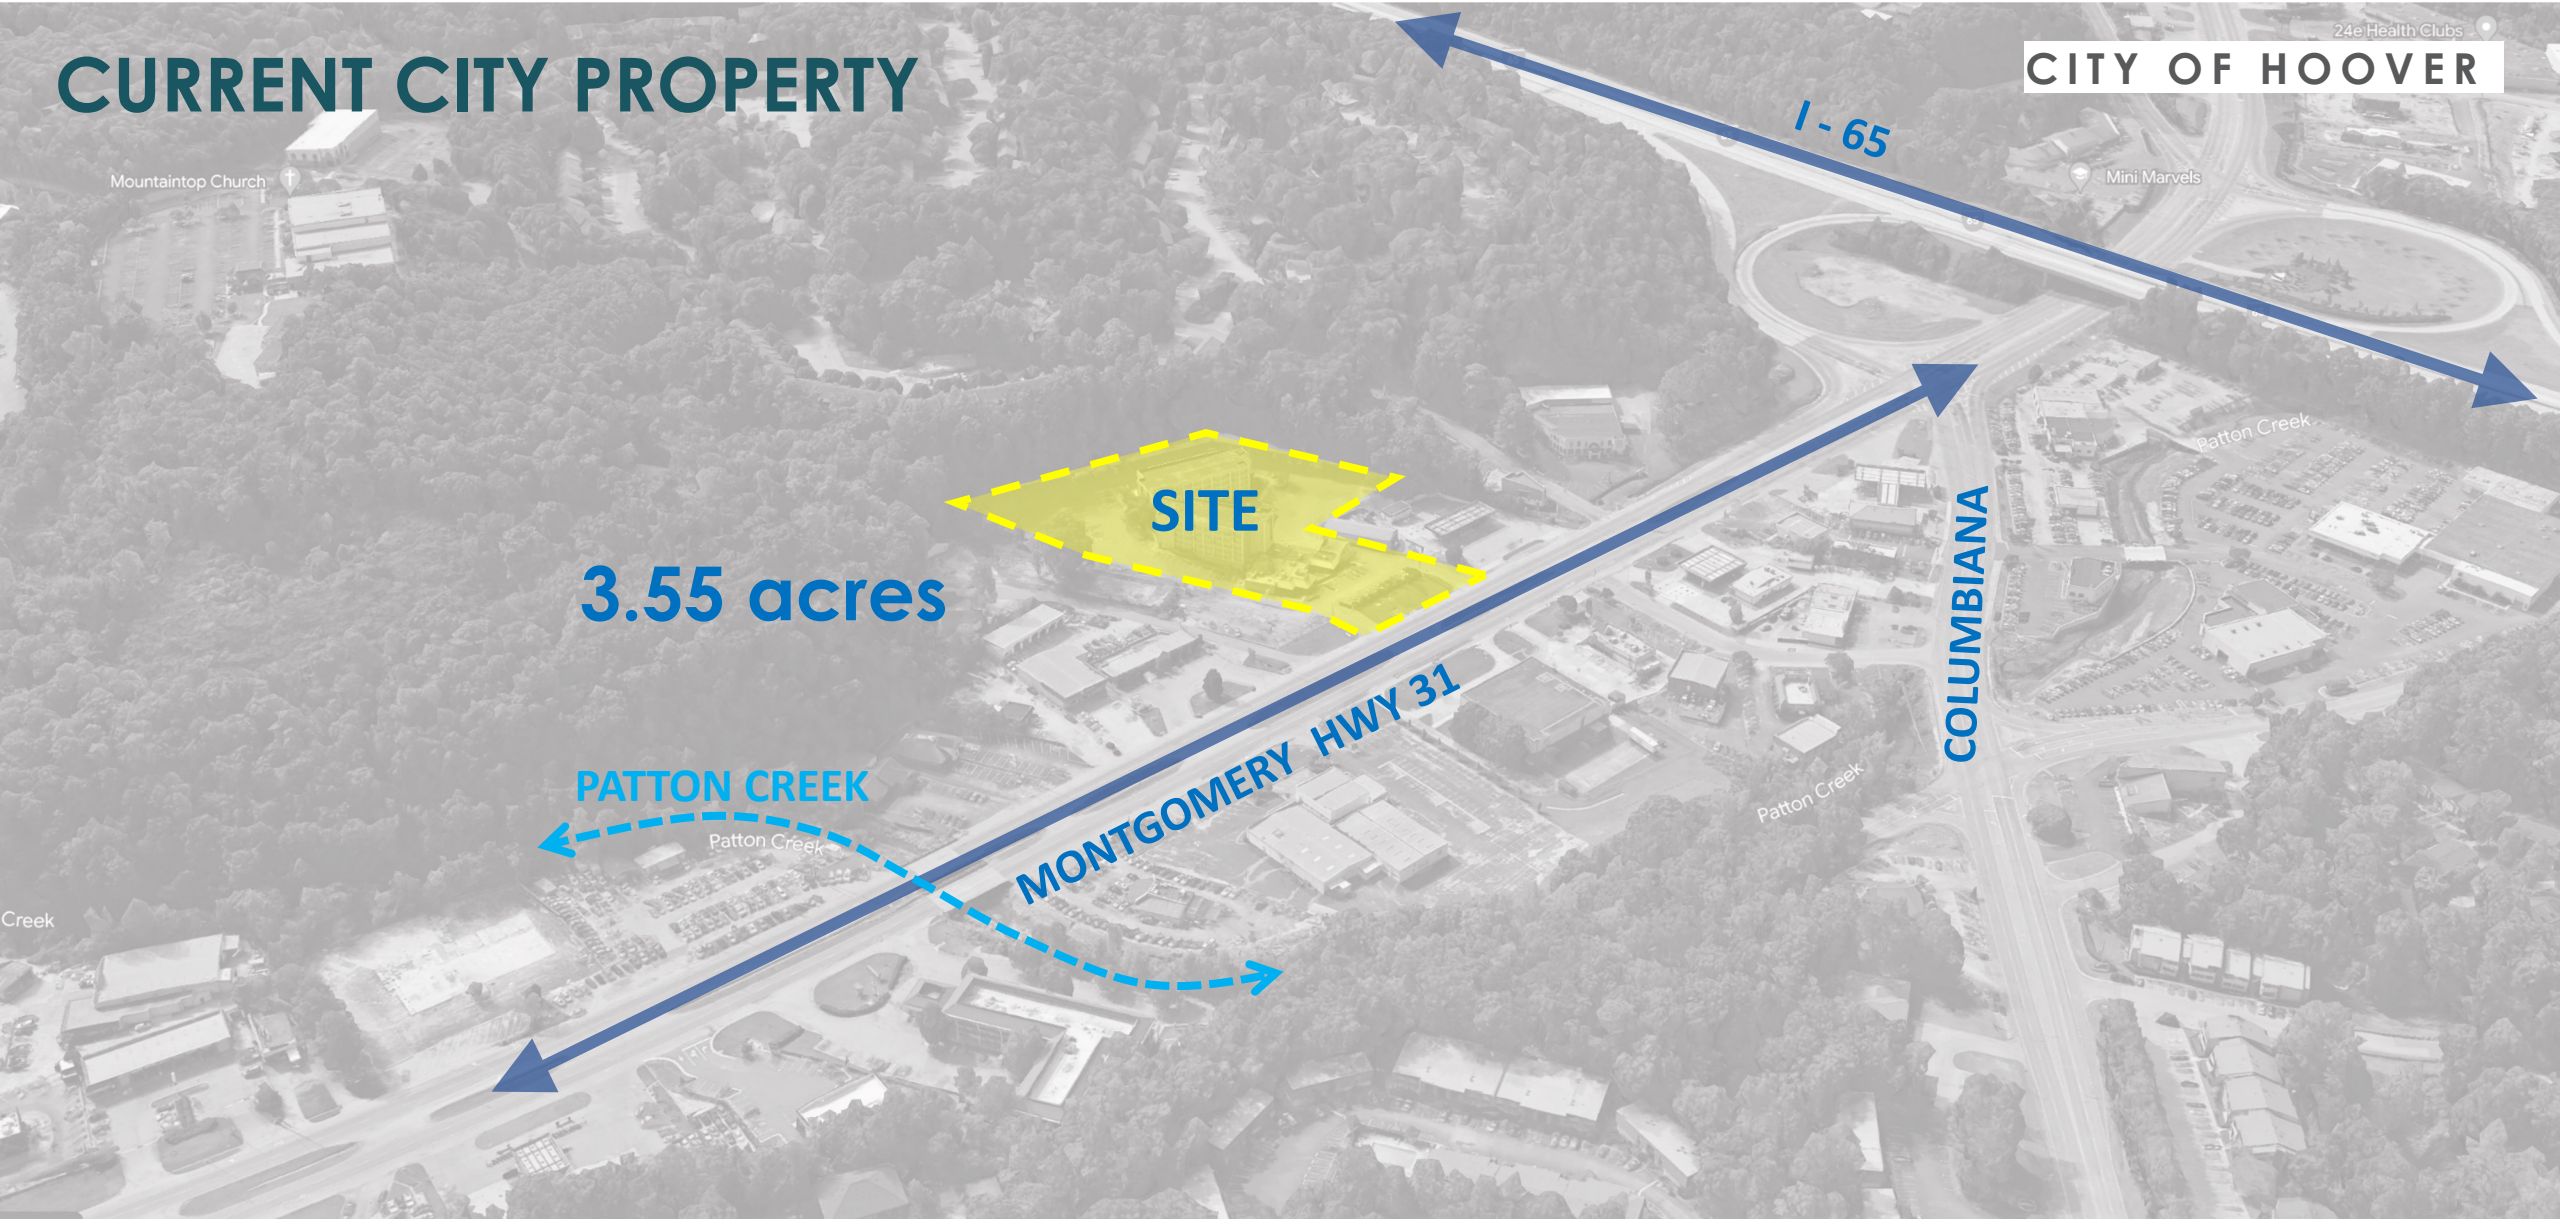 CURRENT CITY PROPERTY
24e Health Clubs
CITY OF HOOVER
I - 65
Mountaintop Church
Mini Marvels
Patton Creek
SITE
3.55 acres
COLUMBIANA
MONTGOMERY HWY 31
PATTON CREEK
Patton Creek
Patton Creek
Creek